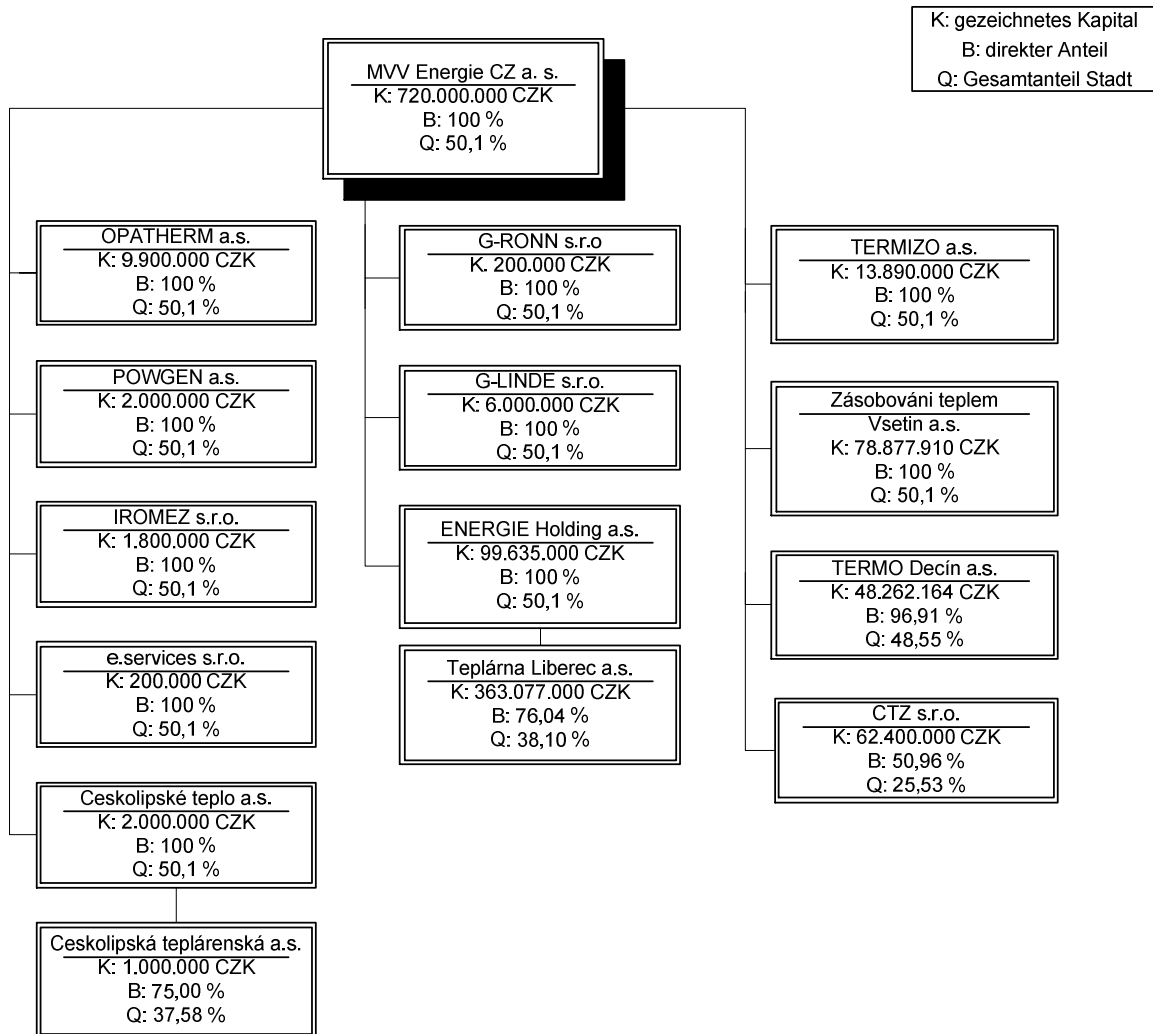 K: gezeichnetes Kapital
B: direkter Anteil
Q: Gesamtanteil Stadt
MVV Energie CZ a. s.
K: 720.000.000 CZK
B: 100 %
Q: 50,1 %
OPATHERM a.s.
K: 9.900.000 CZK
B: 100 %
Q: 50,1 %
POWGEN a.s.
K: 2.000.000 CZK
B: 100 %
Q: 50,1 %
IROMEZ s.r.o.
K: 1.800.000 CZK
B: 100 %
Q: 50,1 %
e.services s.r.o.
K: 200.000 CZK
B: 100 %
Q: 50,1 %
Ceskolipské teplo a.s.
K: 2.000.000 CZK
B: 100 %
Q: 50,1 %
Ceskolipská teplárenská a.s.
K: 1.000.000 CZK
B: 75,00 %
Q: 37,58 %
G-RONN s.r.o
K. 200.000 CZK
B: 100 %
Q: 50,1 %
G-LINDE s.r.o.
K: 6.000.000 CZK
B: 100 %
Q: 50,1 %
ENERGIE Holding a.s.
K: 99.635.000 CZK
B: 100 %
Q: 50,1 %
Teplárna Liberec a.s.
K: 363.077.000 CZK
B: 76,04 %
Q: 38,10 %
TERMIZO a.s.
K: 13.890.000 CZK
B: 100 %
Q: 50,1 %
Zásobováni teplem
Vsetin a.s.
K: 78.877.910 CZK
B: 100 %
Q: 50,1 %
TERMO Decín a.s.
K: 48.262.164 CZK
B: 96,91 %
Q: 48,55 %
CTZ s.r.o.
K: 62.400.000 CZK
B: 50,96 %
Q: 25,53 %